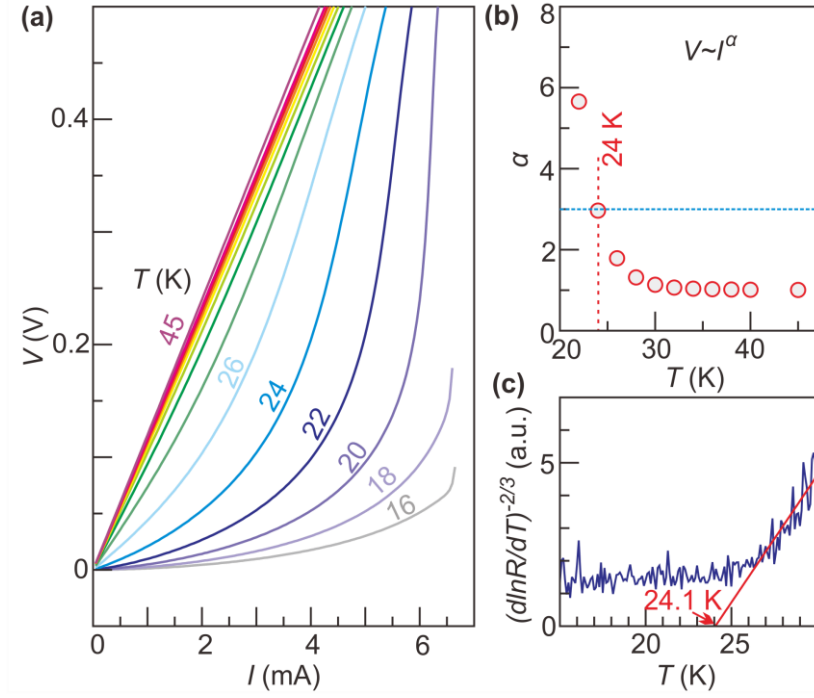 (a)
0.4
0.2
0
V (V)
T (K)
45
26
24
22
20
18
16
0
2
4
6
I (mA)
(b)
V~I^α
8
6
4
2
0
α
24 K
20
30
40
T (K)
(c)
5
0
(dlnR/dT)^-2/3 (a.u.)
24.1 K
20
25
T (K)